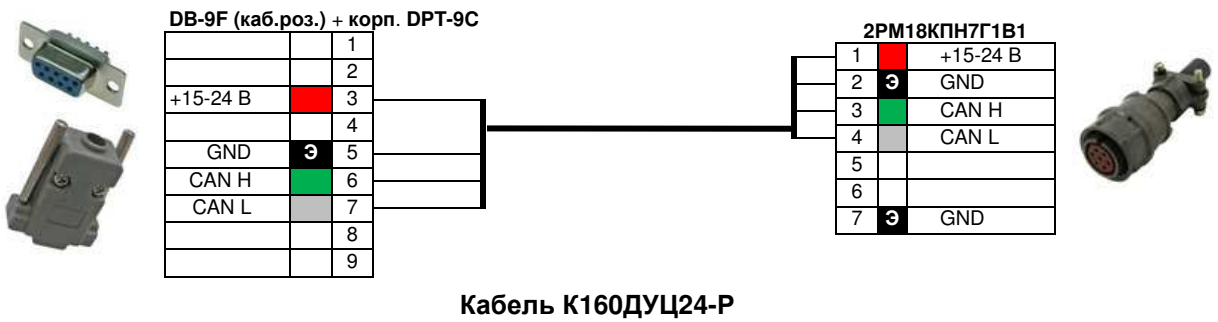 DB-9F (каб.роз.) + корп. DPT-9C
1
2
+15-24 В 3
4
GND Э 5
CAN H 6
CAN L 7
8
9
2РМ18КПН7Г1В1
1 +15-24 В
2 Э GND
3 CAN H
4 CAN L
5
6
7 Э GND
Кабель К160ДУЦ24-Р